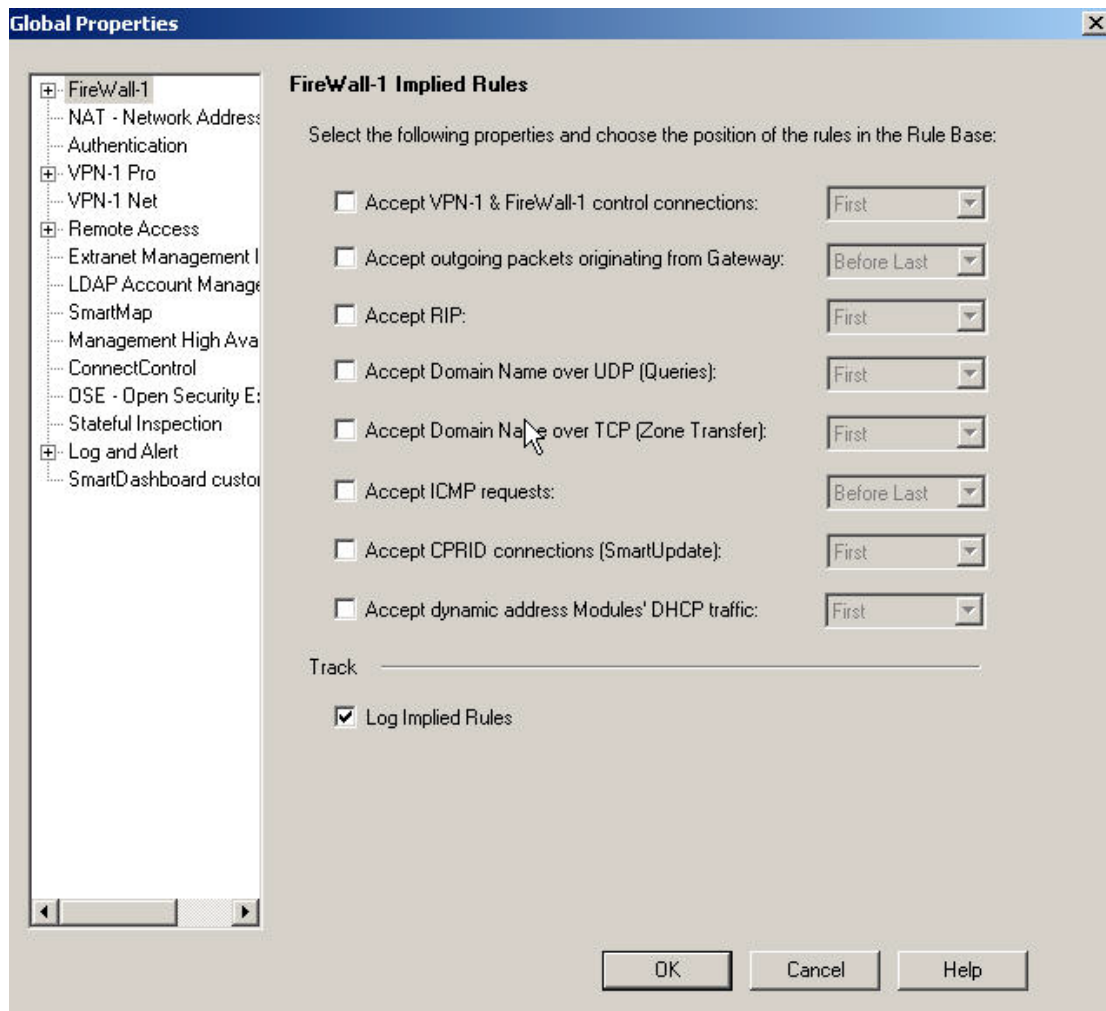 Global Properties
FireWall-1
NAT - Network Address
Authentication
VPN-1 Pro
VPN-1 Net
Remote Access
Extranet Management I
LDAP Account Manage
SmartMap
Management High Ava
ConnectControl
OSE - Open Security E
Stateful Inspection
Log and Alert
SmartDashboard custo
FireWall-1 Implied Rules
Select the following properties and choose the position of the rules in the Rule Base:
Accept VPN-1 & FireWall-1 control connections: First
Accept outgoing packets originating from Gateway: Before Last
Accept RIP: First
Accept Domain Name over UDP (Queries): First
Accept Domain Name over TCP (Zone Transfer): First
Accept ICMP requests: Before Last
Accept CPRID connections (SmartUpdate): First
Accept dynamic address Modules' DHCP traffic: First
Track
Log Implied Rules
OK Cancel Help